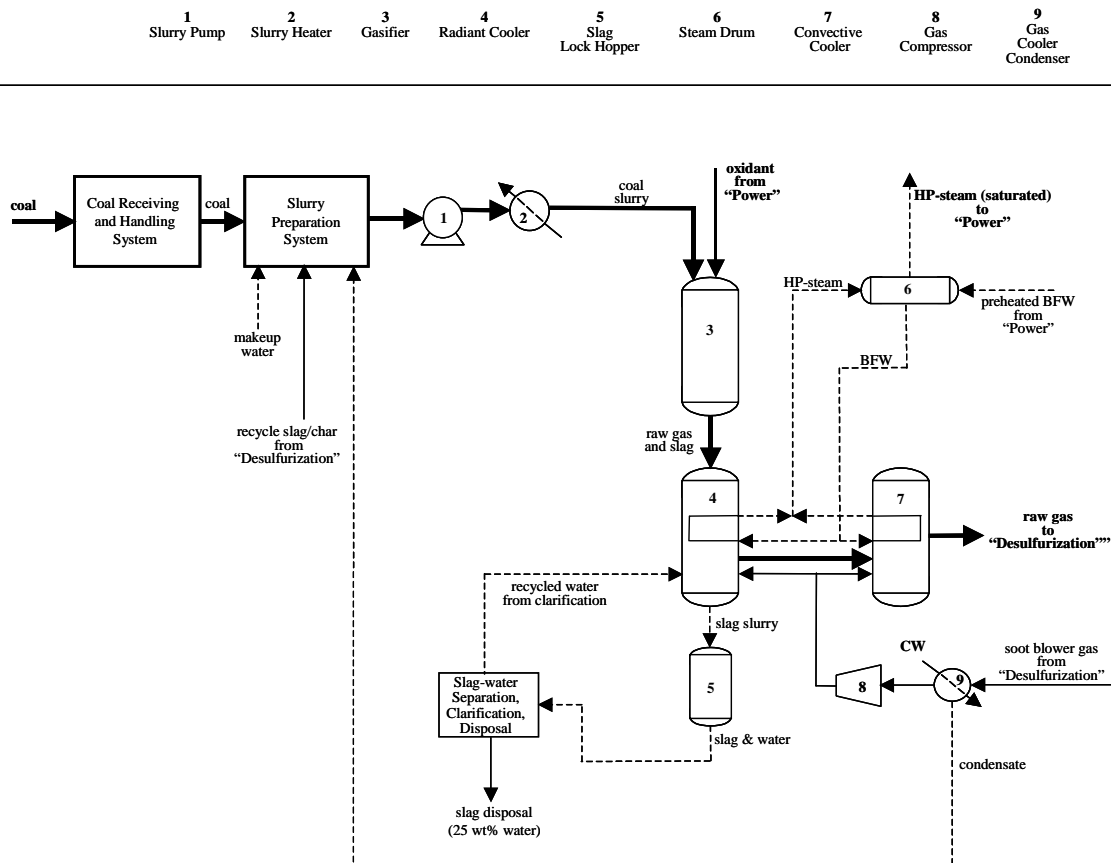 1
Slurry Pump
2
Slurry Heater
3
Gasifier
4
Radiant Cooler
5
Slag
Lock Hopper
6
Steam Drum
7
Convective
Cooler
8
Gas
Compressor
9
Gas
Cooler
Condenser
coal
Coal Receiving
and Handling
System
coal
Slurry
Preparation
System
1
2
coal
slurry
oxidant
from
“Power”
HP-steam (saturated)
to
“Power”
HP-steam
6
preheated BFW
from
“Power”
BFW
makeup
water
recycle slag/char
from
“Desulfurization”
3
raw gas
and slag
4
7
raw gas
to
“Desulfurization””
recycled water
from clarification
slag slurry
5
CW
soot blower gas
from
“Desulfurization”
8
9
Slag-water
Separation,
Clarification,
Disposal
slag & water
condensate
slag disposal
(25 wt% water)